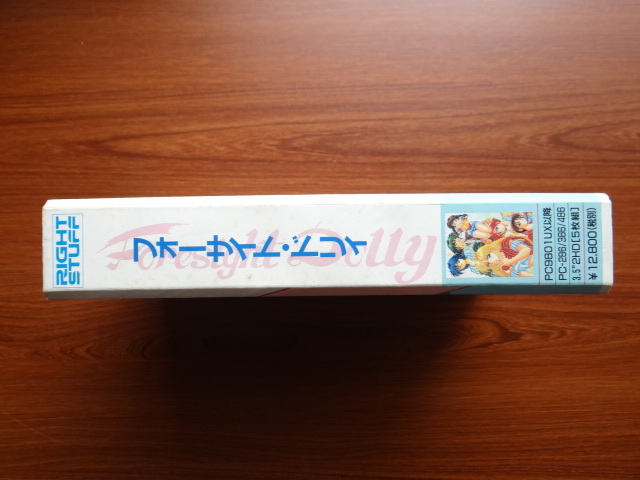 RIGHT
STUFF
Foresight Dolly
フォーサイト・ドリィ
PC9801UX以降
PC-286/386/486
3.5"2HD[6枚組]
¥12,800(税別)